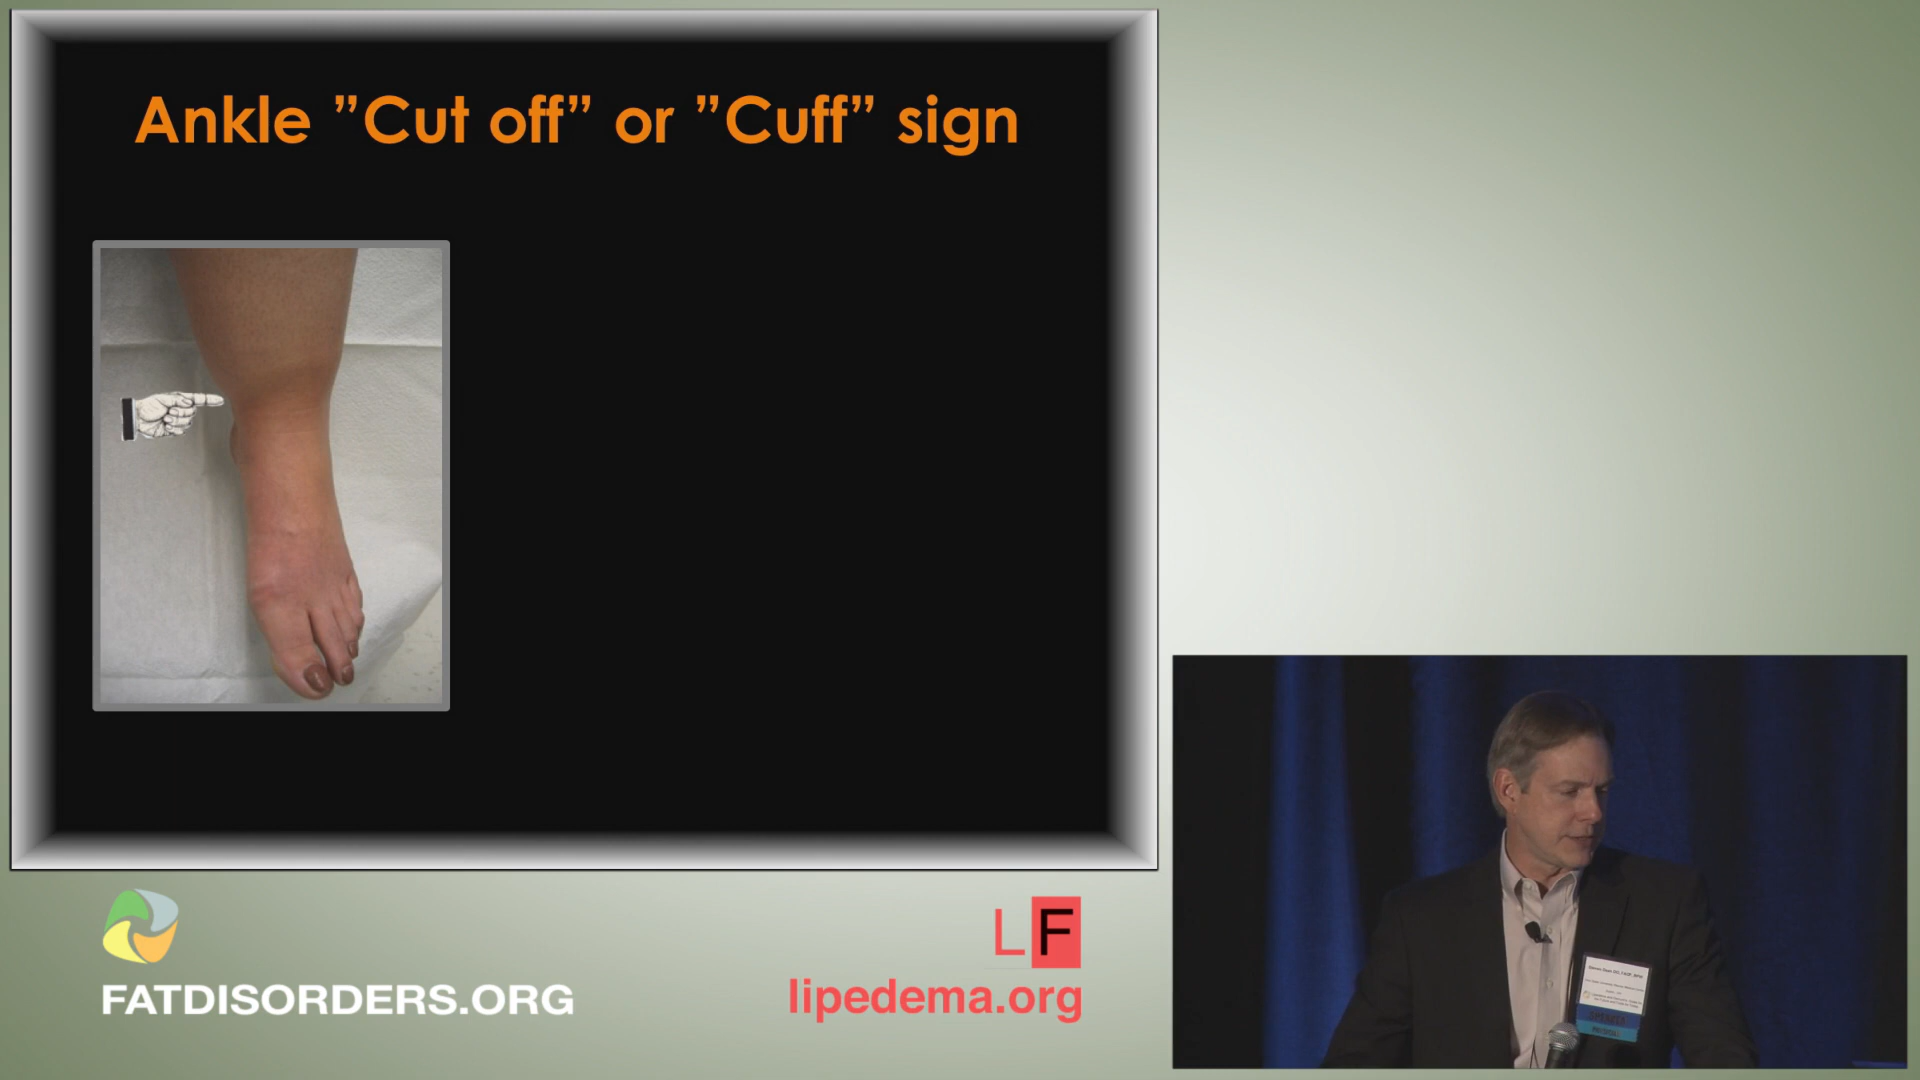 Ankle ”Cut off” or ”Cuff” sign
LF
FATDISORDERS.ORG
lipedema.org